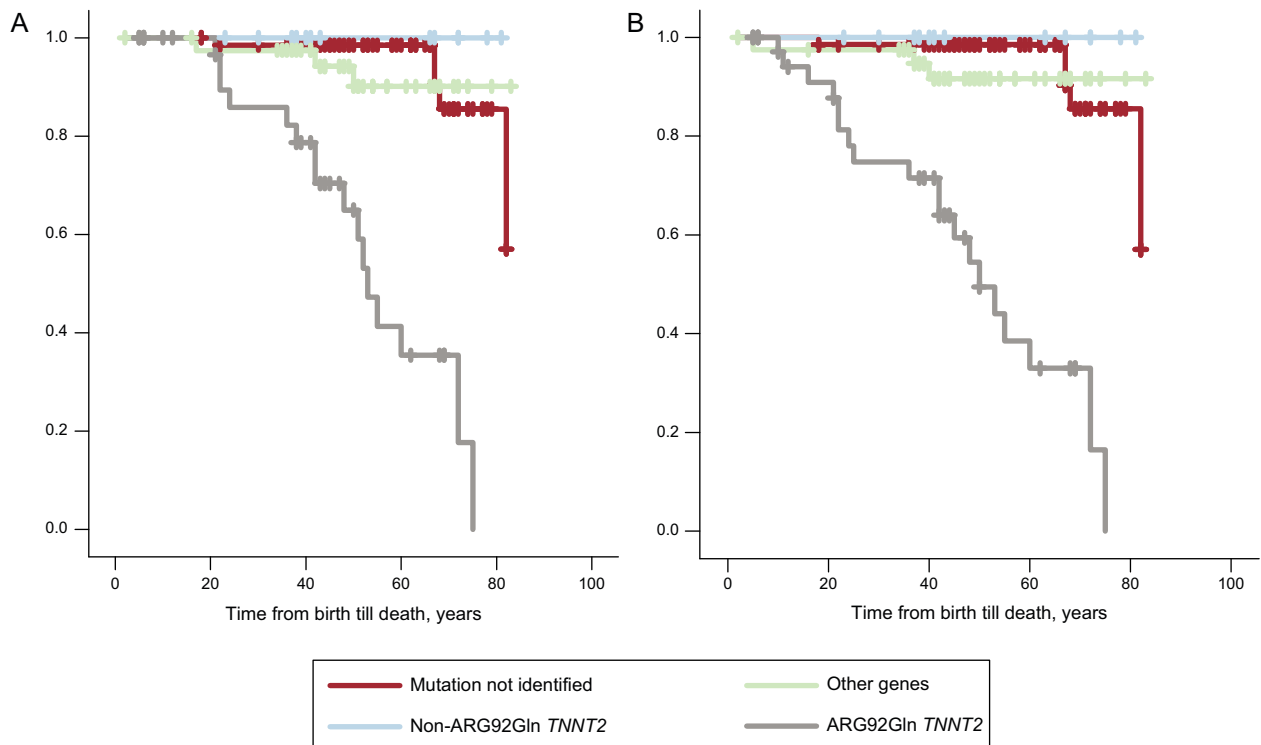 A
B
1.0
0.8
0.6
0.4
0.2
0.0
0 20 40 60 80 100
Time from birth till death, years
1.0
0.8
0.6
0.4
0.2
0.0
0 20 40 60 80 100
Time from birth till death, years
Mutation not identified
Other genes
Non-ARG92Gln TNNT2
ARG92Gln TNNT2